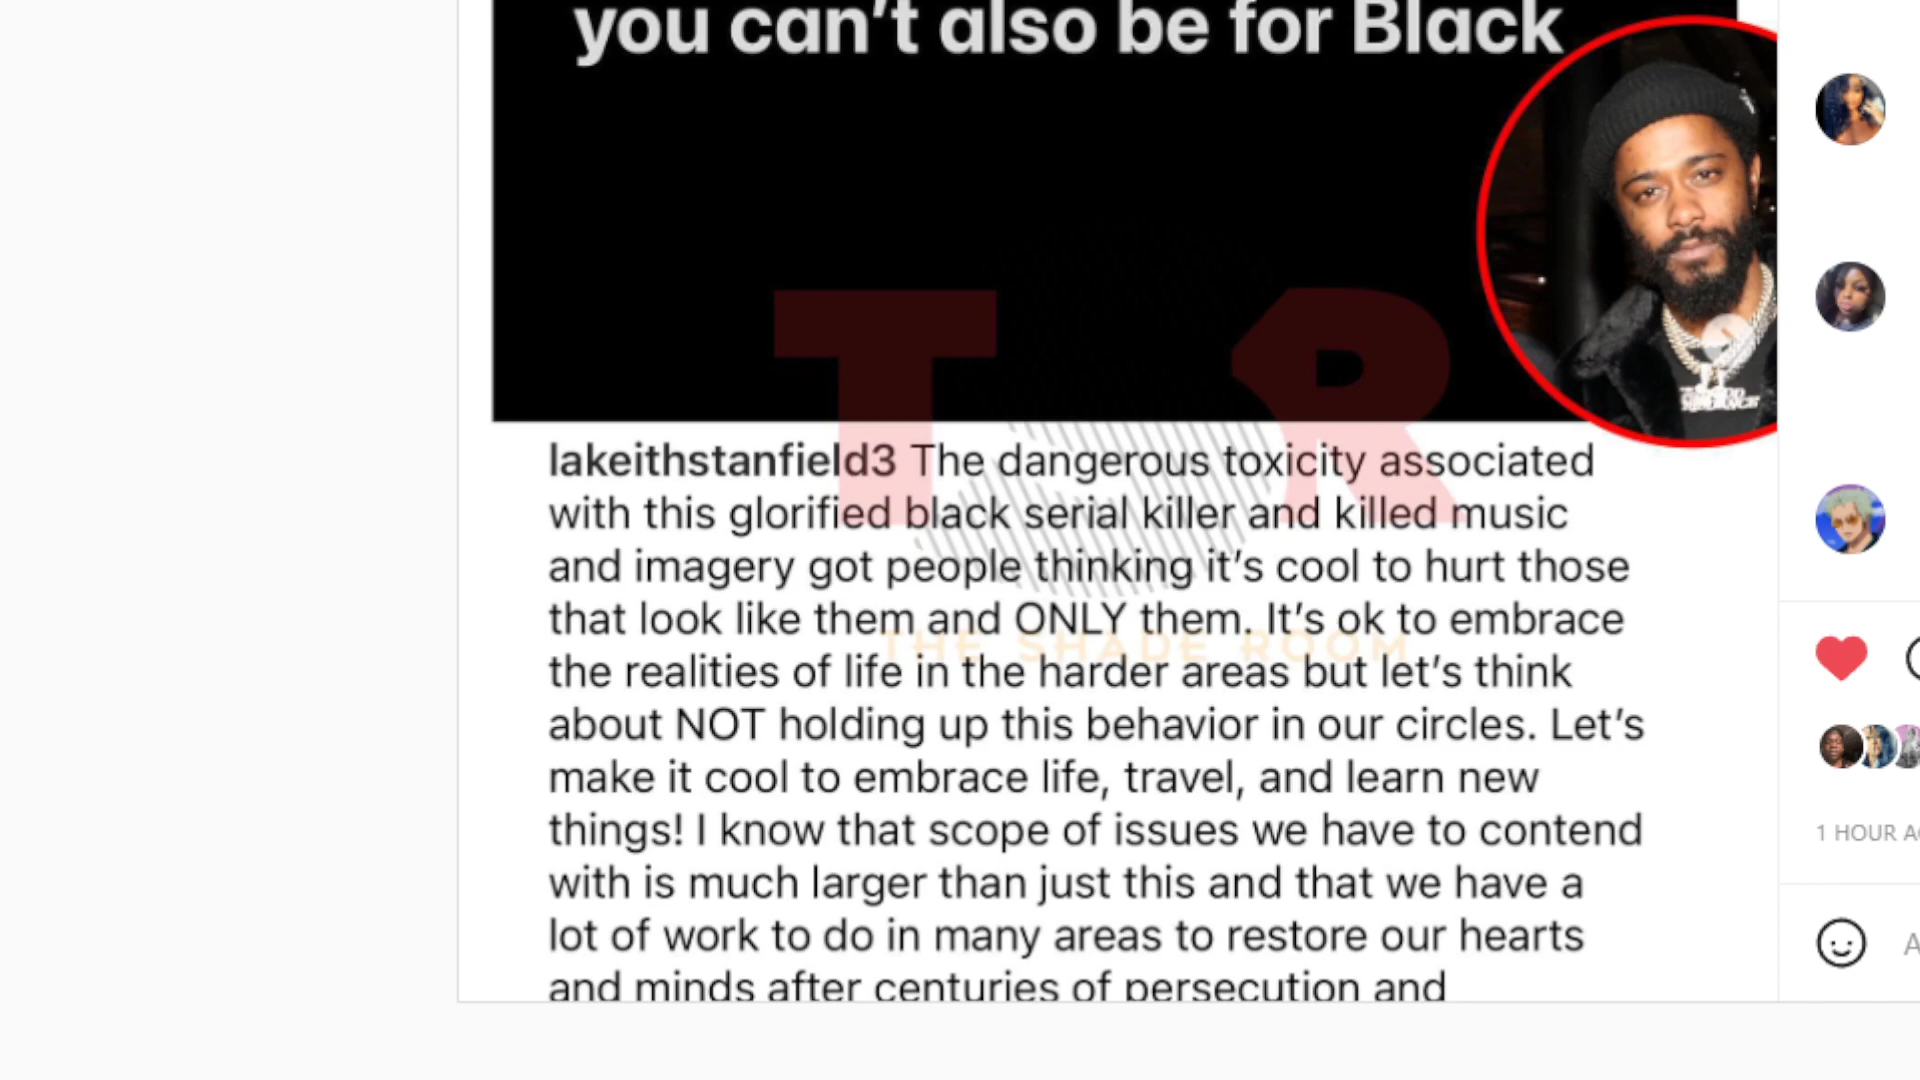 you can't also be for Black
T R
lakeithstanfield3 The dangerous toxicity associated
with this glorified black serial killer and killed music
and imagery got people thinking it's cool to hurt those
that look like them and ONLY them. It's ok to embrace
THE SHADE ROOM
the realities of life in the harder areas but let's think
about NOT holding up this behavior in our circles. Let's
make it cool to embrace life, travel, and learn new
things! I know that scope of issues we have to contend
with is much larger than just this and that we have a
lot of work to do in many areas to restore our hearts
and minds after centuries of persecution and
1 HOUR A
A